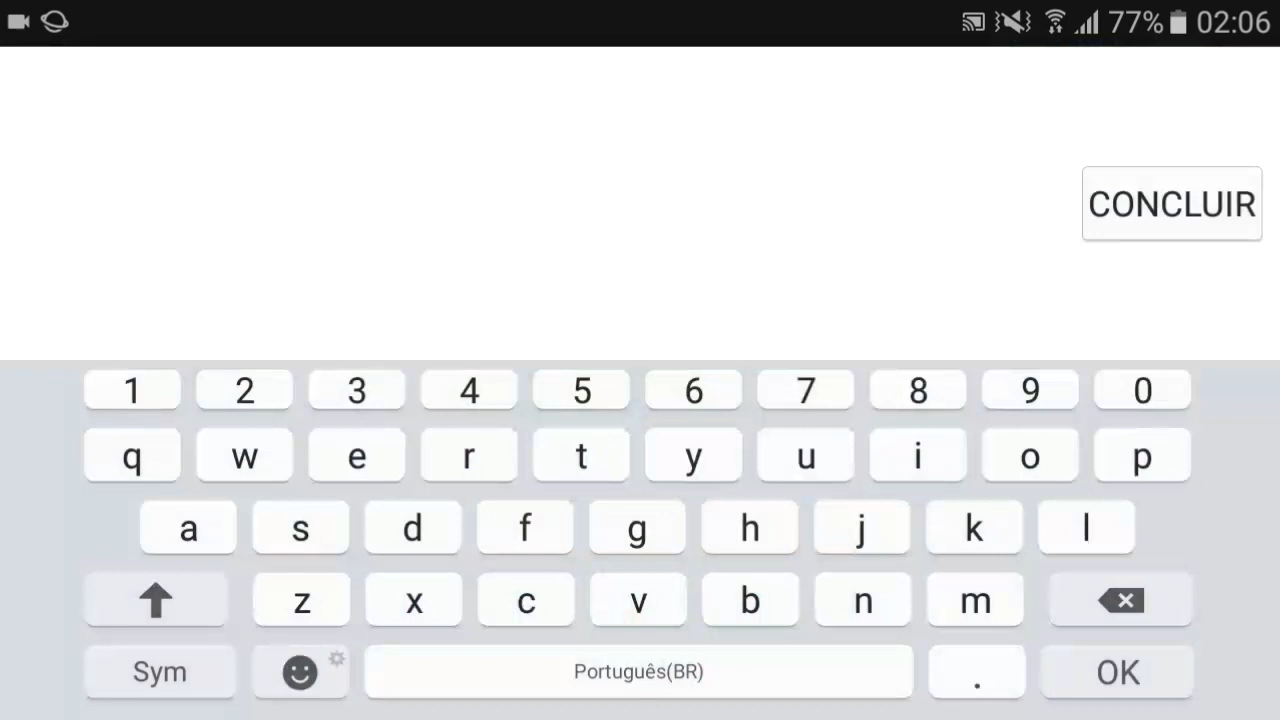 77% 02:06
CONCLUIR
1 2 3 4 5 6 7 8 9 0
q w e r t y u i o p
a s d f g h j k l
z x c v b n m
Sym Português(BR) . OK